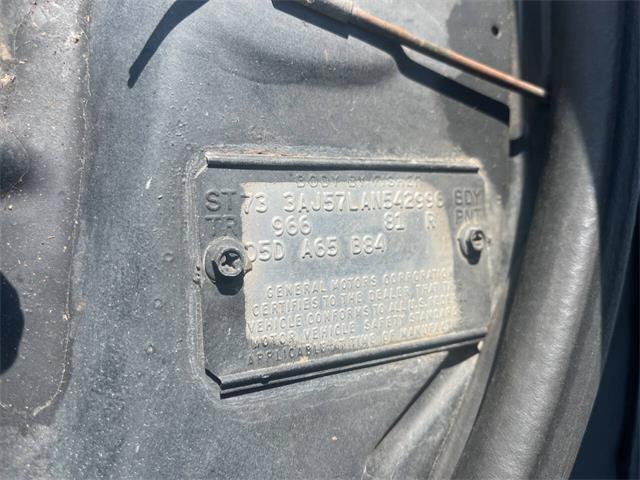 BODY BY FISHER
ST 73 3AJ57LAN542996 BDY
TR 966 81 R PNT
05D A65 B84
GENERAL MOTORS CORPORATION
CERTIFIES TO THE DEALER THAT THIS
VEHICLE CONFORMS TO ALL U.S. FEDERAL
MOTOR VEHICLE SAFETY STANDARDS
APPLICABLE AT TIME OF MANUFACTURE